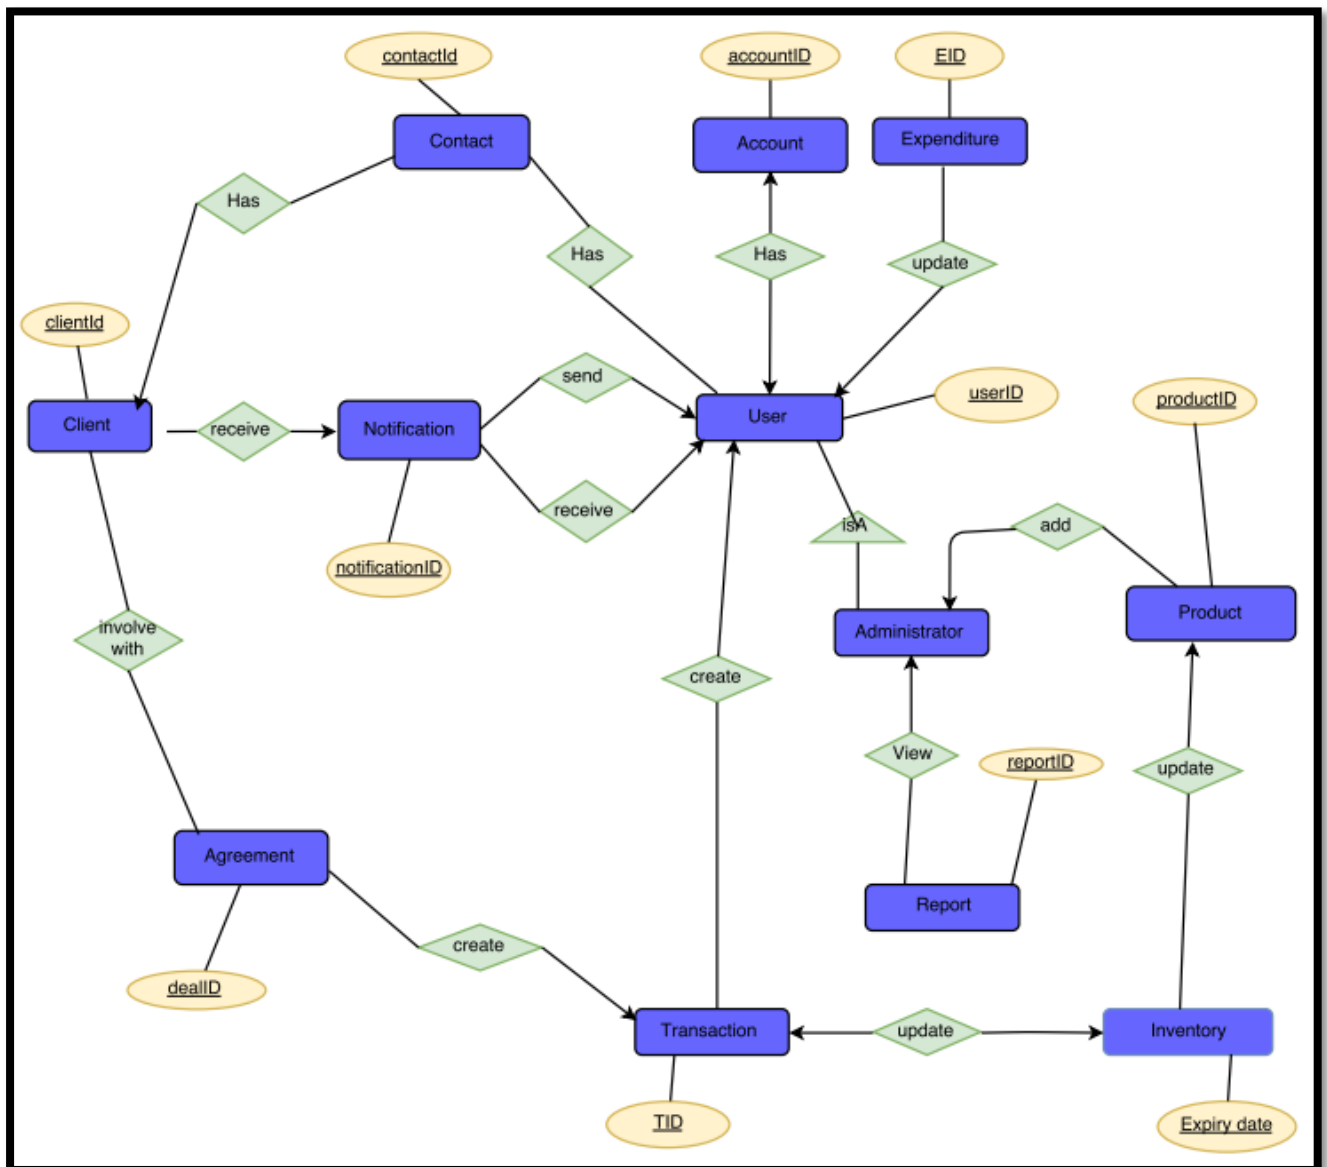 contactId
accountID
EID
Contact
Account
Expenditure
Has
Has
Has
update
clientId
send
userID
productID
Client
receive
Notification
User
receive
isA
add
notificationID
involve
with
Administrator
Product
create
View
reportID
update
Agreement
Report
create
dealID
Transaction
update
Inventory
TID
Expiry date